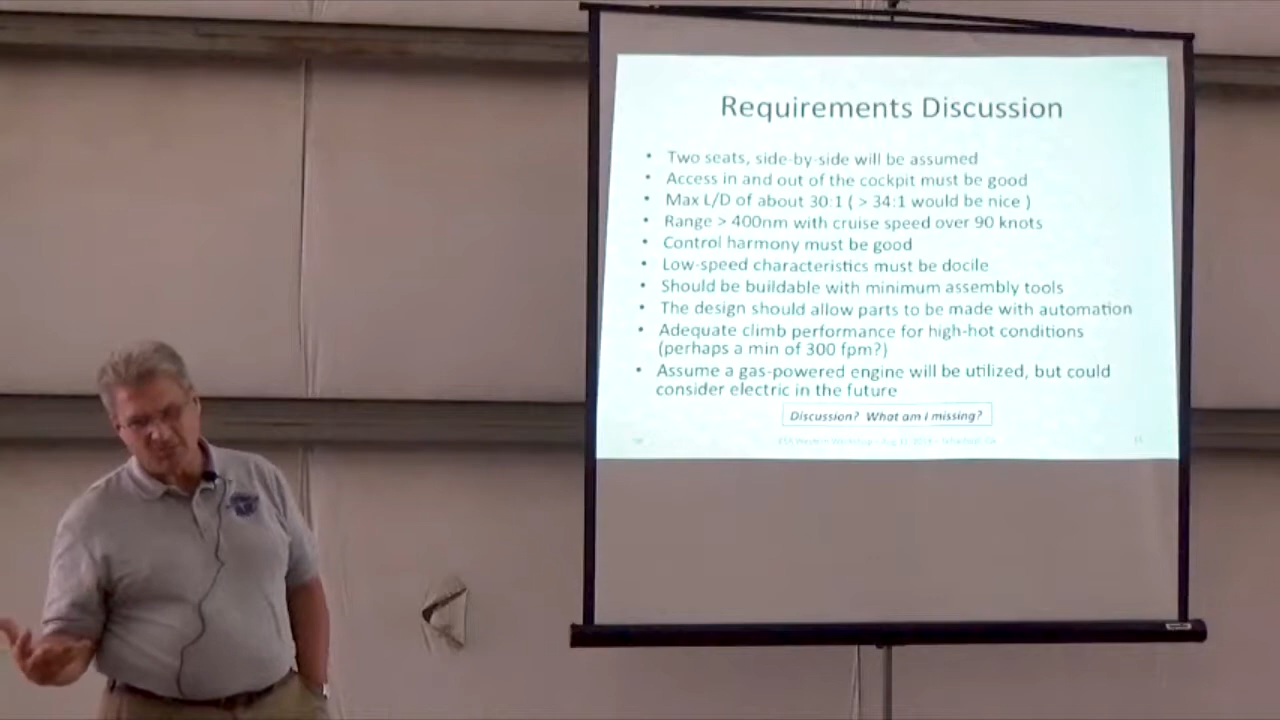 Requirements Discussion
• Two seats, side-by-side will be assumed
• Access in and out of the cockpit must be good
• Max L/D of about 30:1 ( > 34:1 would be nice )
• Range > 400nm with cruise speed over 90 knots
• Control harmony must be good
• Low-speed characteristics must be docile
• Should be buildable with minimum assembly tools
• The design should allow parts to be made with automation
• Adequate climb performance for high-hot conditions
(perhaps a min of 300 fpm?)
• Assume a gas-powered engine will be utilized, but could
consider electric in the future
Discussion? What am I missing?